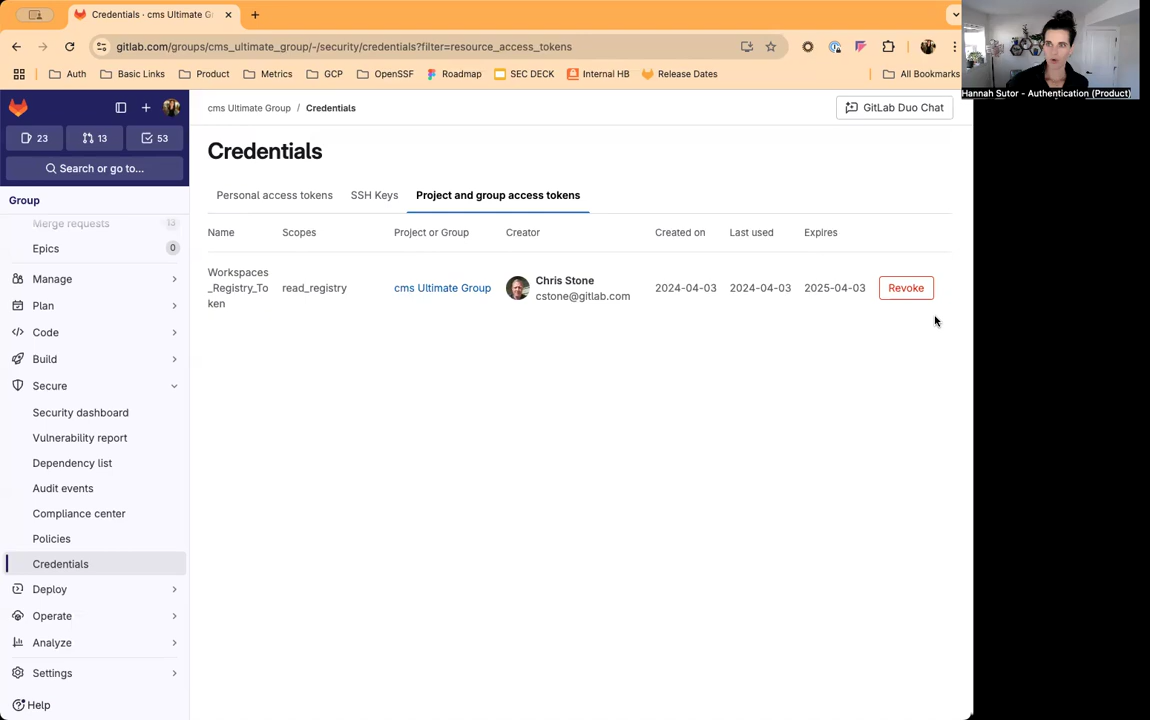 Credentials · cms Ultimate G
gitlab.com/groups/cms_ultimate_group/-/security/credentials?filter=resource_access_tokens
Auth Basic Links Product Metrics GCP OpenSSF Roadmap SEC DECK Internal HB Release Dates All Bookmarks
Hannah Sutor - Authentication (Product)
23 13 53
Search or go to...
Group
Merge requests 13
Epics 0
Manage
Plan
Code
Build
Secure
Security dashboard
Vulnerability report
Dependency list
Audit events
Compliance center
Policies
Credentials
Deploy
Operate
Analyze
Settings
Help
cms Ultimate Group / Credentials
GitLab Duo Chat
Credentials
Personal access tokens SSH Keys Project and group access tokens
Name Scopes Project or Group Creator Created on Last used Expires
Workspaces
_Registry_To
ken
read_registry
cms Ultimate Group
Chris Stone
cstone@gitlab.com
2024-04-03 2024-04-03 2025-04-03 Revoke